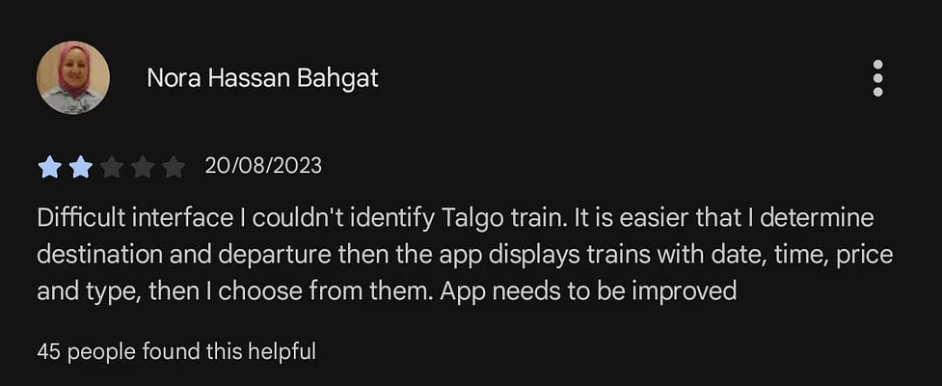 Nora Hassan Bahgat
20/08/2023
Difficult interface I couldn't identify Talgo train. It is easier that I determine
destination and departure then the app displays trains with date, time, price
and type, then I choose from them. App needs to be improved
45 people found this helpful